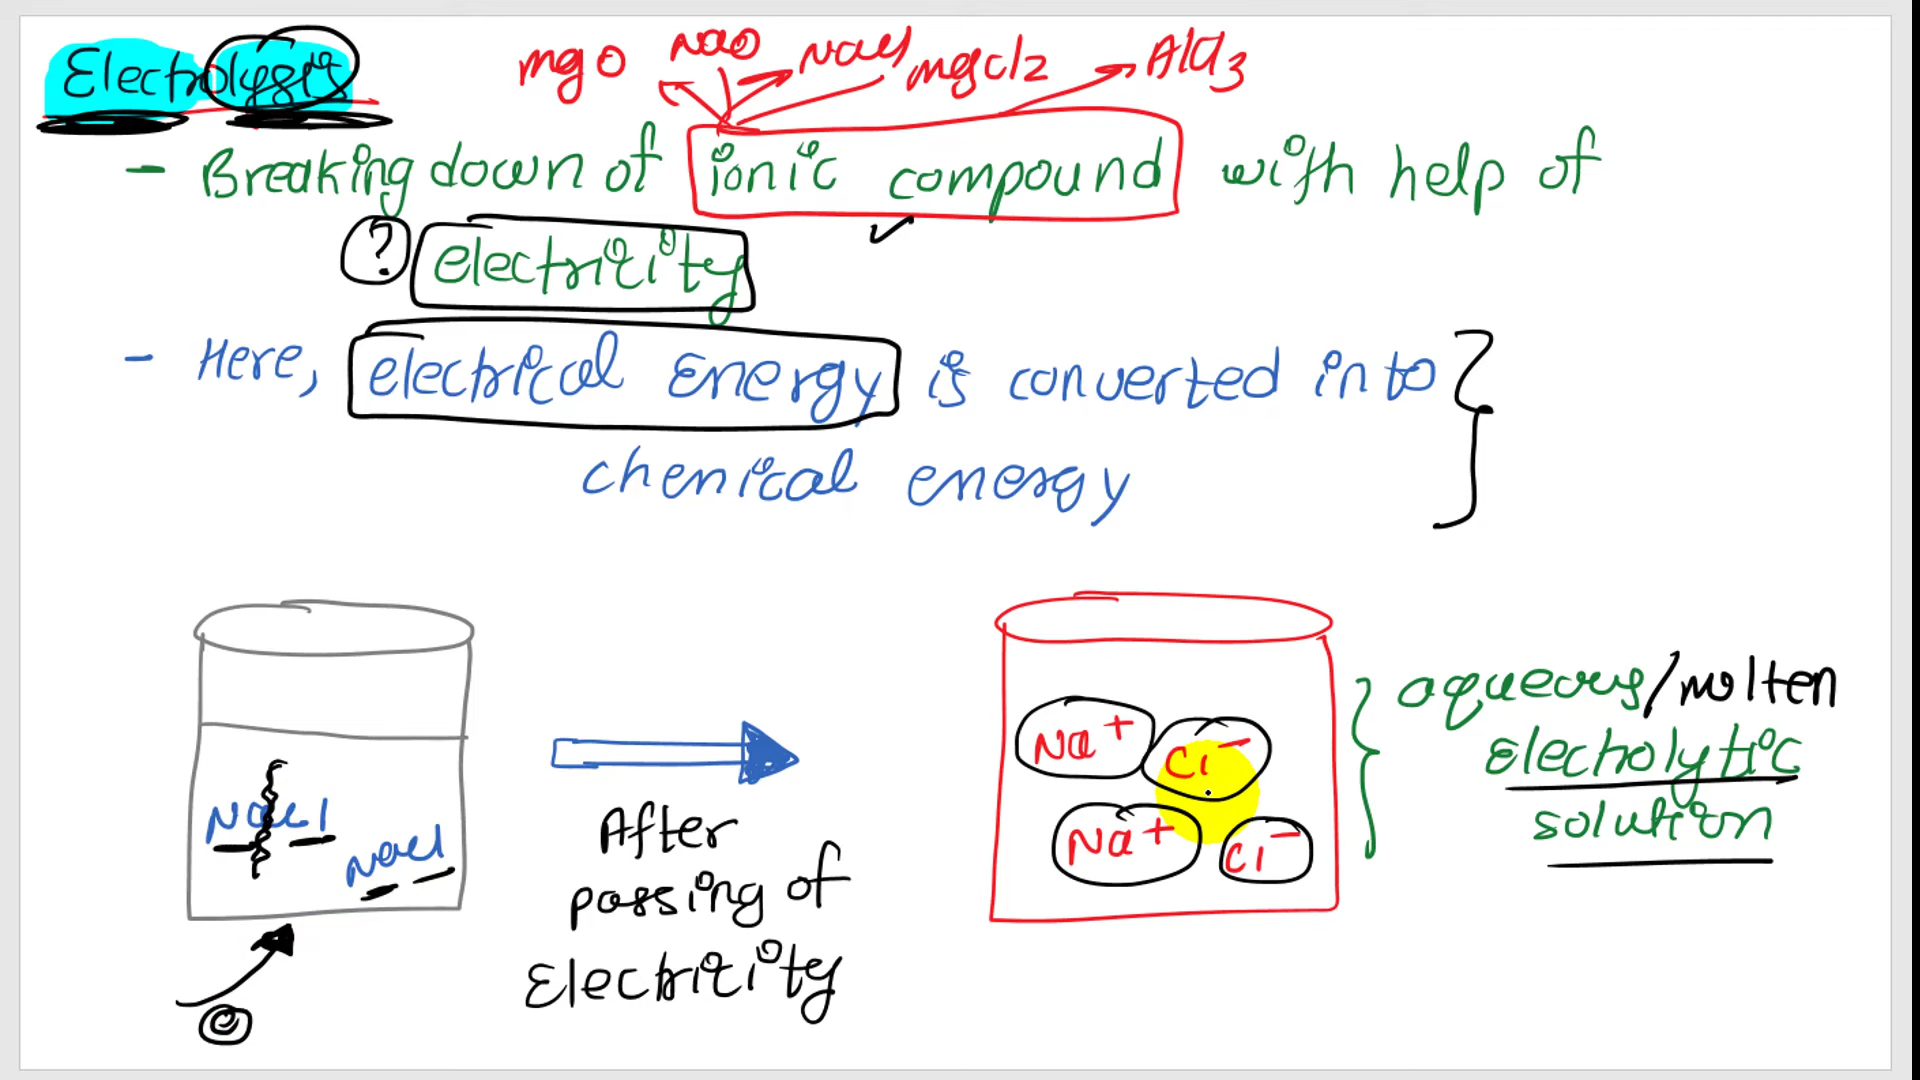 Electrolysis
mgo Nao Nacl mgcl2 Alcl3
- Breaking down of ionic compound with help of
? electricity
- Here, electrical energy is converted into
chemical energy
Nacl
Nacl
After
passing of
Electricity
Na+ Cl-
Na+ Cl-
aqueous/molten
Electrolytic
solution